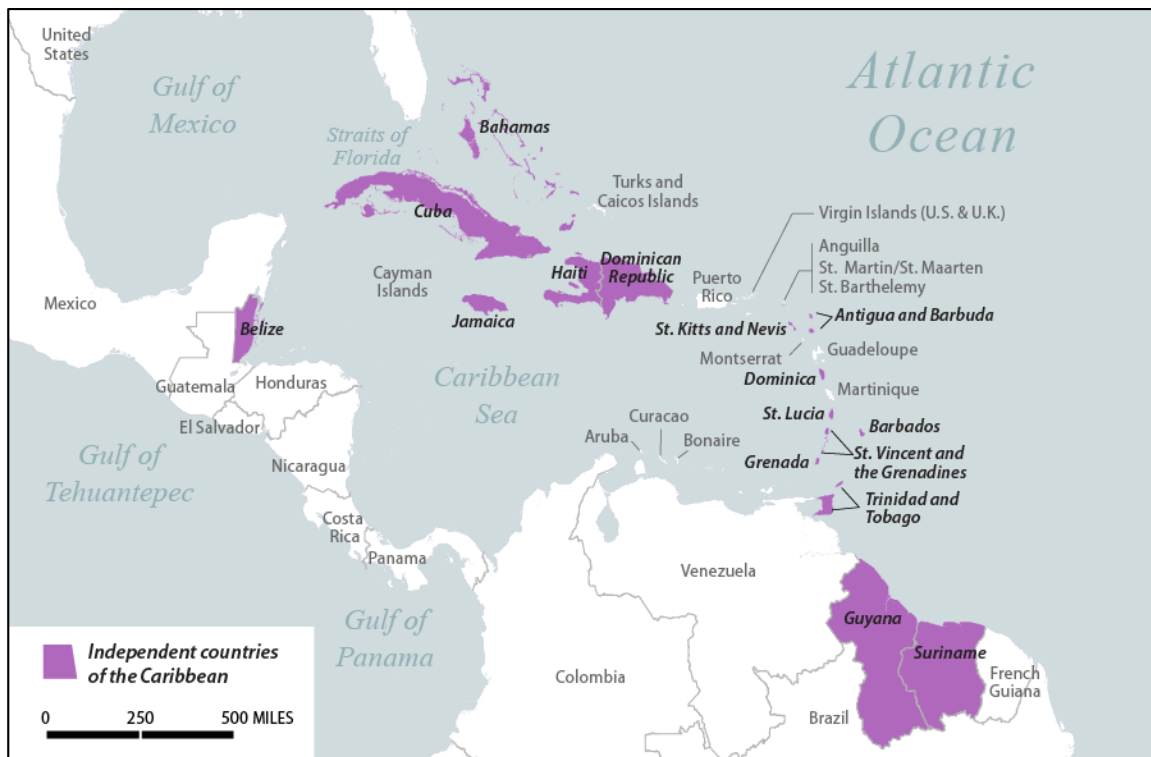 United
States
Gulf of
Mexico
Atlantic
Ocean
Straits of
Florida
Bahamas
Turks and
Caicos Islands
Cuba
Virgin Islands (U.S. & U.K.)
Anguilla
St. Martin/St. Maarten
St. Barthelemy
Cayman
Islands
Haiti
Dominican
Republic
Puerto
Rico
Mexico
Belize
Jamaica
St. Kitts and Nevis
Antigua and Barbuda
Montserrat
Guadeloupe
Guatemala
Honduras
Caribbean
Sea
Dominica
Martinique
El Salvador
St. Lucia
Barbados
Curacao
Aruba
Bonaire
Grenada
St. Vincent and
the Grenadines
Gulf of
Tehuantepec
Nicaragua
Trinidad and
Tobago
Costa
Rica
Panama
Venezuela
Gulf of
Panama
Guyana
Suriname
French
Guiana
Colombia
Brazil
Independent countries
of the Caribbean
0 250 500 MILES